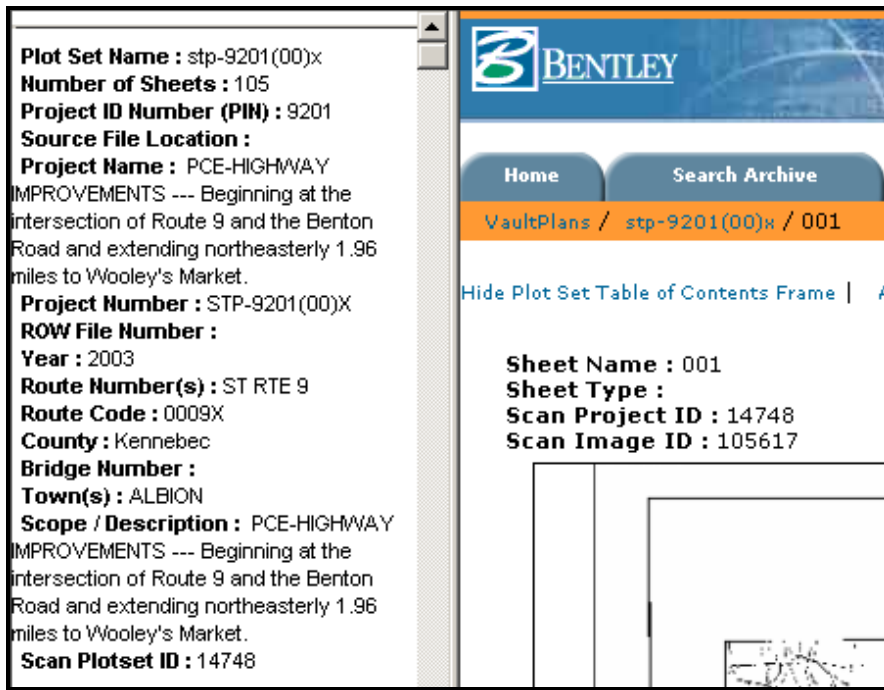 Plot Set Name : stp-9201(00)x
Number of Sheets : 105
Project ID Number (PIN) : 9201
Source File Location :
Project Name : PCE-HIGHWAY
IMPROVEMENTS --- Beginning at the
intersection of Route 9 and the Benton
Road and extending northeasterly 1.96
miles to Wooley's Market.
Project Number : STP-9201(00)X
ROW File Number :
Year : 2003
Route Number(s) : ST RTE 9
Route Code : 0009X
County : Kennebec
Bridge Number :
Town(s) : ALBION
Scope / Description : PCE-HIGHWAY
IMPROVEMENTS --- Beginning at the
intersection of Route 9 and the Benton
Road and extending northeasterly 1.96
miles to Wooley's Market.
Scan Plotset ID : 14748
BENTLEY
Home
Search Archive
VaultPlans / stp-9201(00)x / 001
Hide Plot Set Table of Contents Frame |
Sheet Name : 001
Sheet Type :
Scan Project ID : 14748
Scan Image ID : 105617